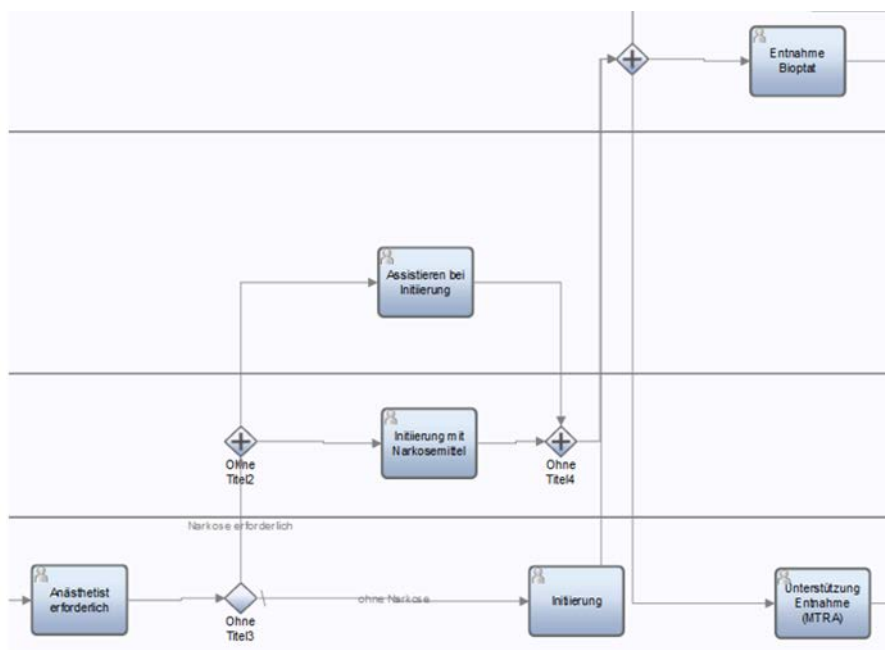 Entnahme
Bioptat
Assistieren bei
Initiierung
Initiierung mit
Narkosemittel
Ohne
Titel2
Ohne
Titel4
Narkose erforderlich
Anästhetist
erforderlich
Ohne
Titel3
ohne Narkose
Initiierung
Unterstützung
Entnahme
(MTRA)